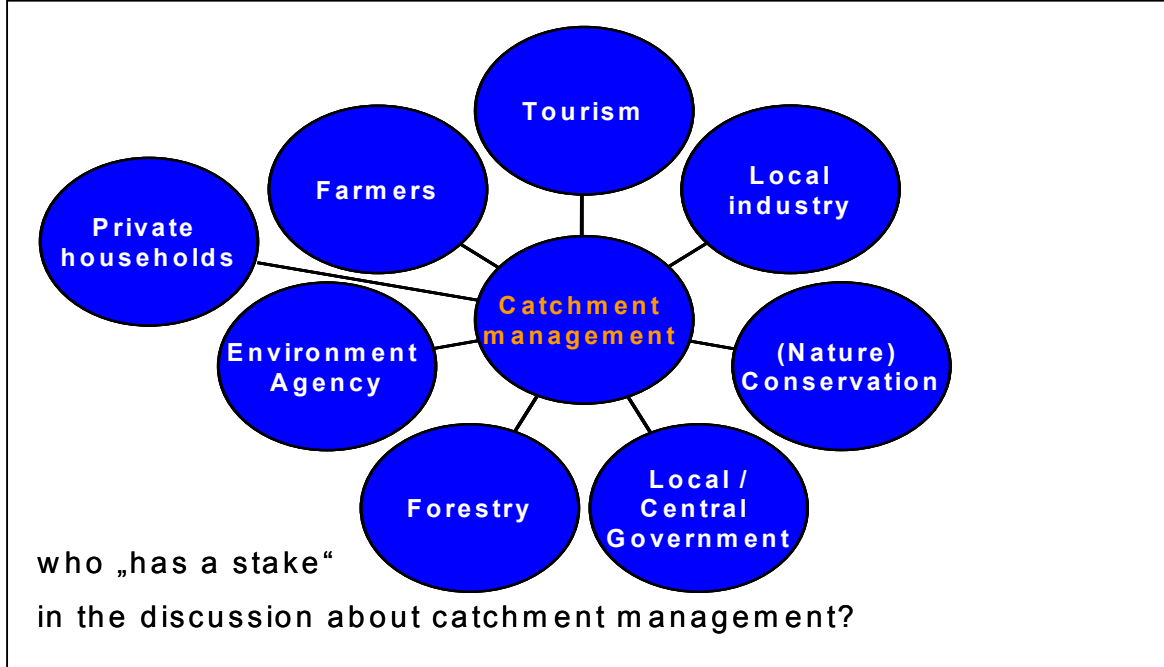 Tourism
Local
industry
Farmers
Private
households
Catchment
management
Environment
Agency
(Nature)
Conservation
Forestry
Local /
Central
Government
who „has a stake“
in the discussion about catchment management?